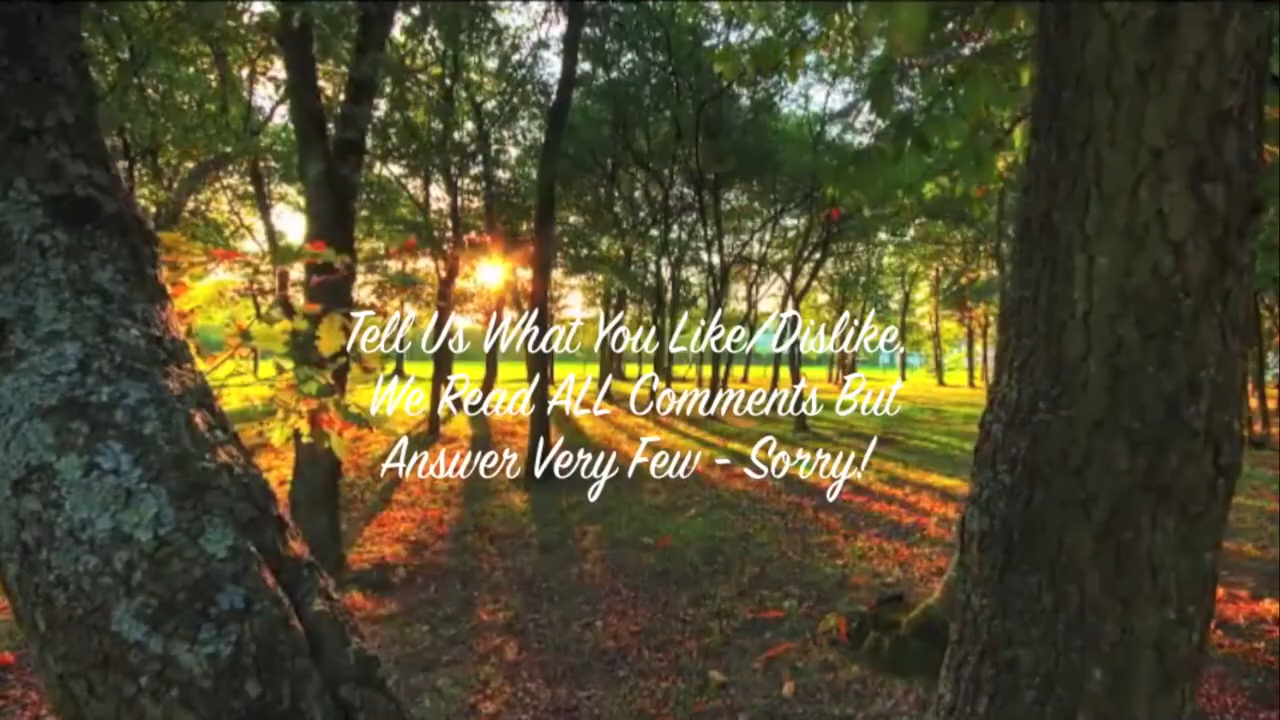 Tell Us What You Like/Dislike.
We Read ALL Comments But
Answer Very Few - Sorry!